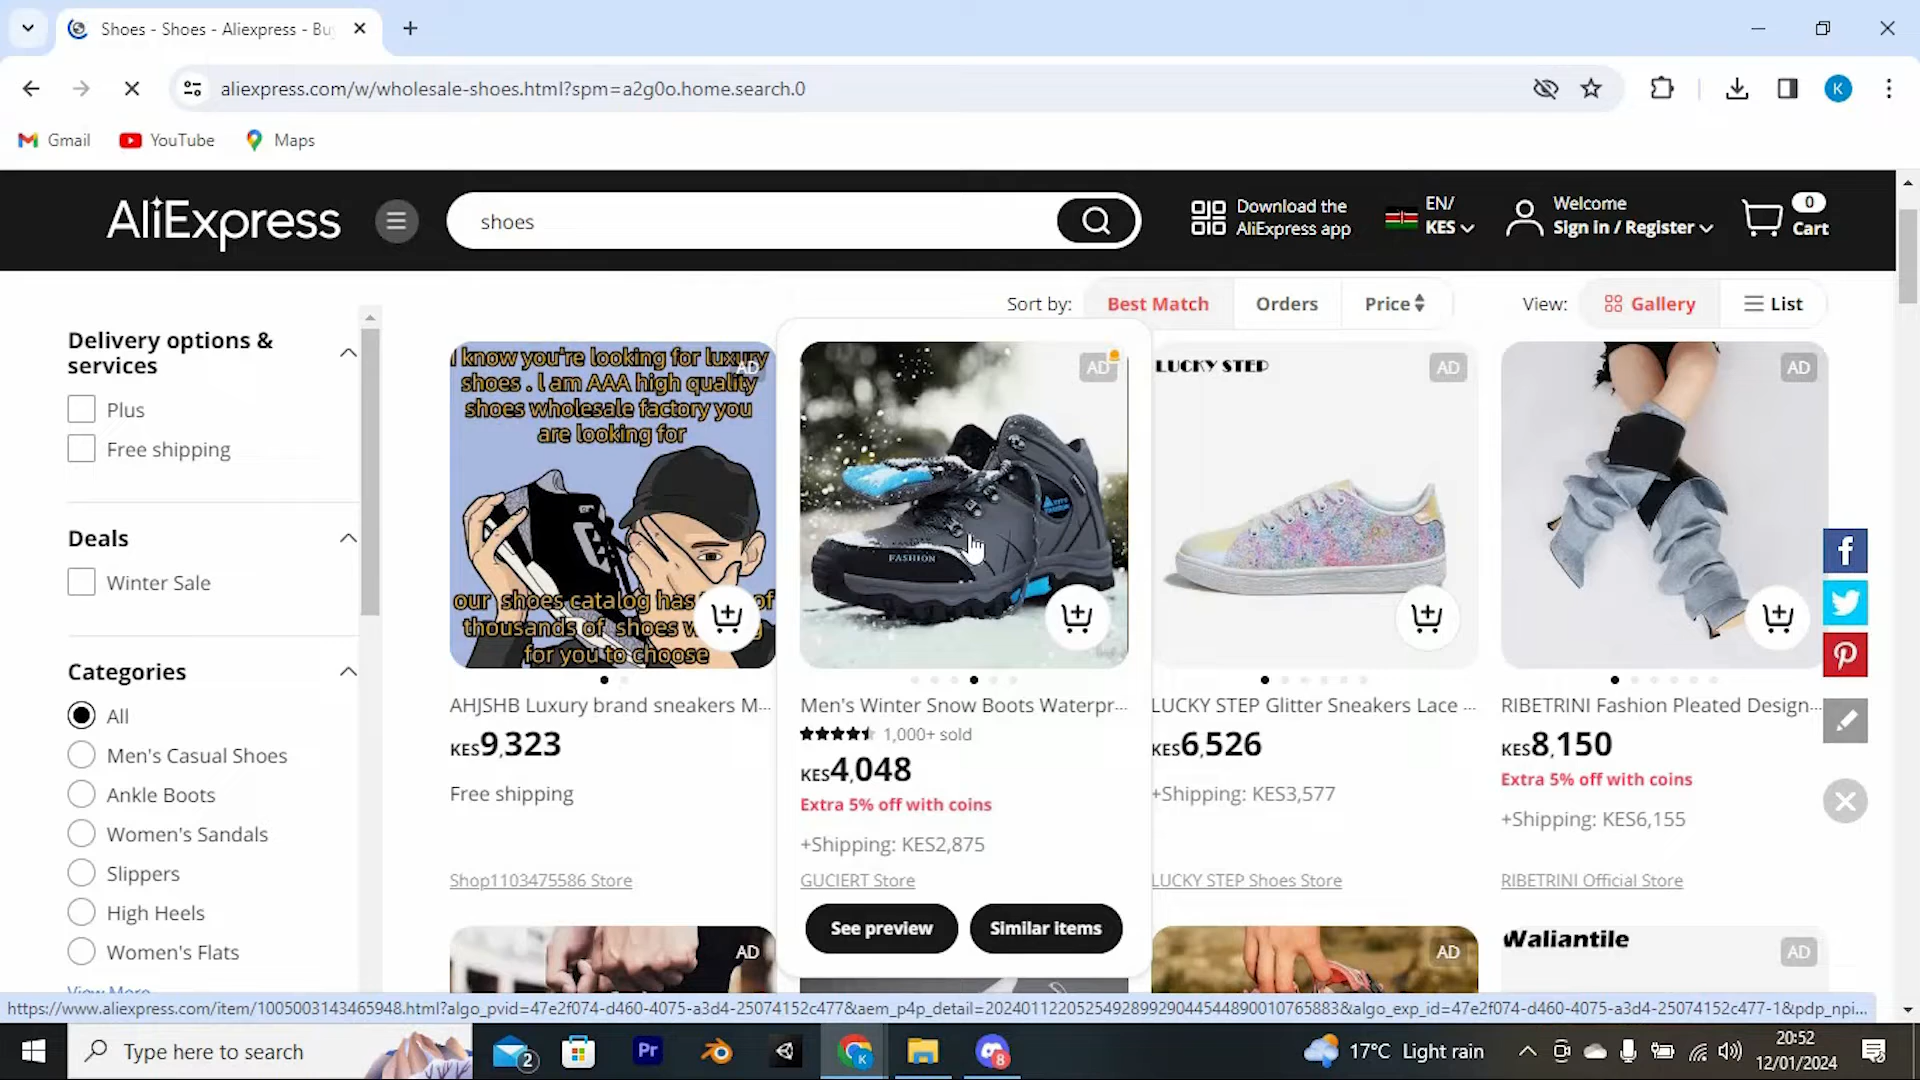 Shoes - Shoes - Aliexpress - Bu
aliexpress.com/w/wholesale-shoes.html?spm=a2g0o.home.search.0
K
Gmail
YouTube
Maps
AliExpress
shoes
Download the
AliExpress app
EN/
KES
Welcome
Sign in / Register
0
Cart
Sort by:
Best Match
Orders
Price
View:
Gallery
List
Delivery options &
services
Plus
Free shipping
Deals
Winter Sale
Categories
All
Men's Casual Shoes
Ankle Boots
Women's Sandals
Slippers
High Heels
Women's Flats
View More
I know you're looking for luxury
shoes . l am AAA high quality
shoes wholesale factory you
are looking for
our shoes catalog has of
thousands of shoes
for you to choose
AD
AHJSHB Luxury brand sneakers M...
KES9,323
Free shipping
Shop1103475586 Store
AD
FASHION
Men's Winter Snow Boots Waterpr...
1,000+ sold
KES4,048
Extra 5% off with coins
+Shipping: KES2,875
GUCIERT Store
See preview
Similar items
LUCKY STEP
AD
LUCKY STEP Glitter Sneakers Lace ...
KES6,526
+Shipping: KES3,577
LUCKY STEP Shoes Store
AD
RIBETRINI Fashion Pleated Design...
KES8,150
Extra 5% off with coins
+Shipping: KES6,155
RIBETRINI Official Store
AD
AD
Waliantile
AD
https://www.aliexpress.com/item/1005003143465948.html?algo_pvid=47e2f074-d460-4075-a3d4-25074152c477&aem_p4p_detail=202401122052549289929044544890010765883&algo_exp_id=47e2f074-d460-4075-a3d4-25074152c477-1&pdp_npi...
Type here to search
2
Pr
K
8
17°C Light rain
20:52
12/01/2024